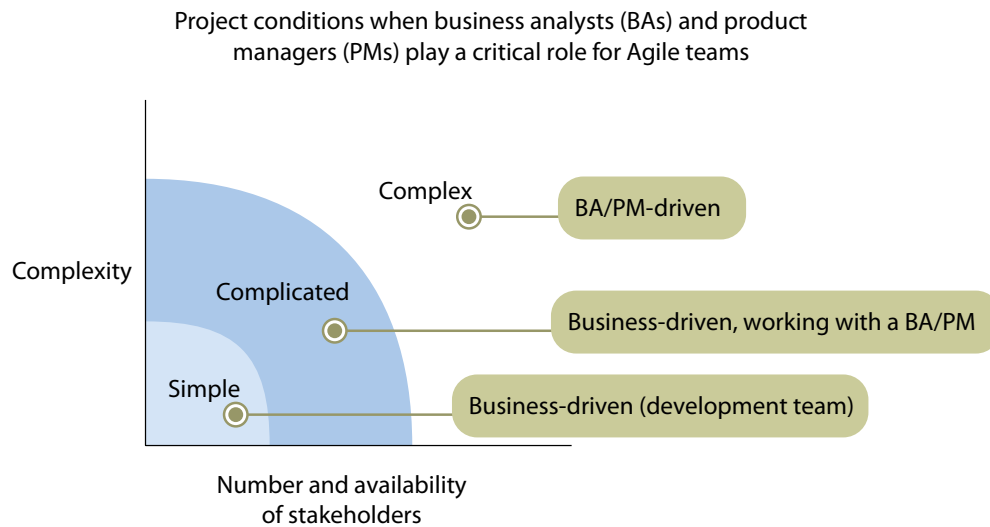 Project conditions when business analysts (BAs) and product
managers (PMs) play a critical role for Agile teams
Complex
BA/PM-driven
Complexity
Complicated
Business-driven, working with a BA/PM
Simple
Business-driven (development team)
Number and availability
of stakeholders